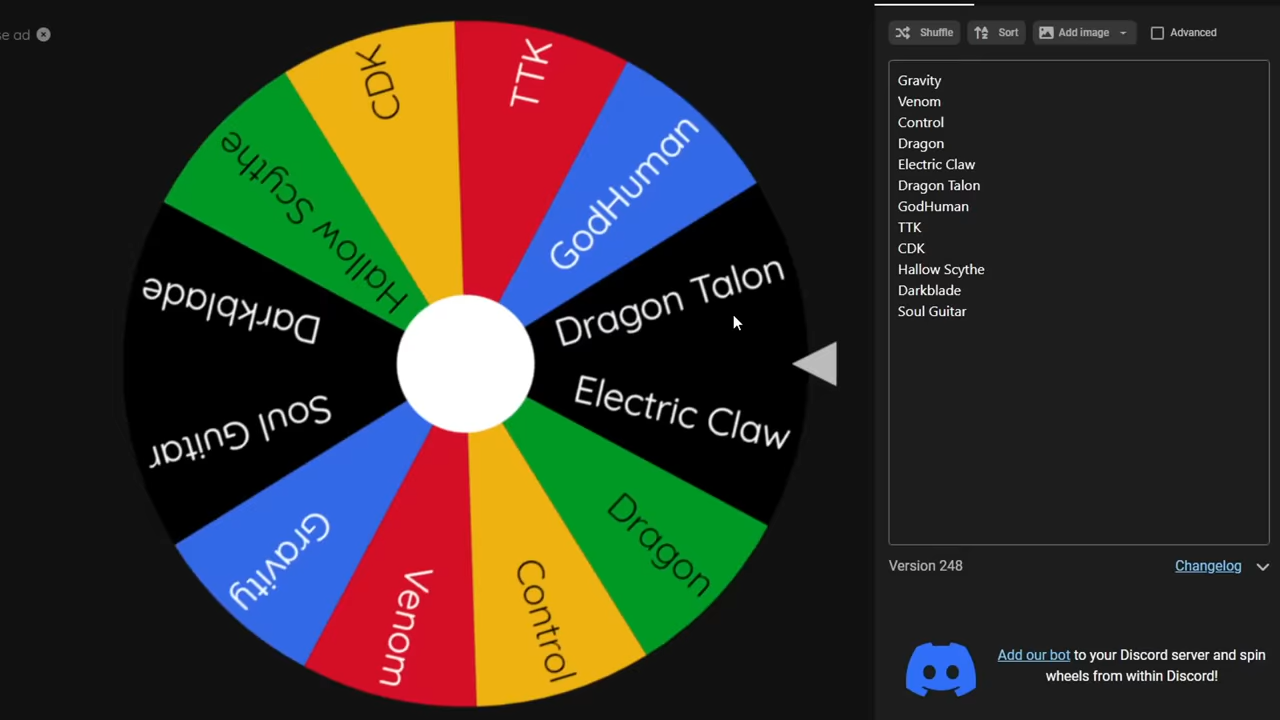 se ad
CDK
TTK
GodHuman
Hallow Scythe
Dragon Talon
Darkblade
Electric Claw
Soul Guitar
Dragon
Gravity
Venom
Control
Shuffle
Sort
Add image
Advanced
Gravity
Venom
Control
Dragon
Electric Claw
Dragon Talon
GodHuman
TTK
CDK
Hallow Scythe
Darkblade
Soul Guitar
Version 248
Changelog
Add our bot to your Discord server and spin
wheels from within Discord!